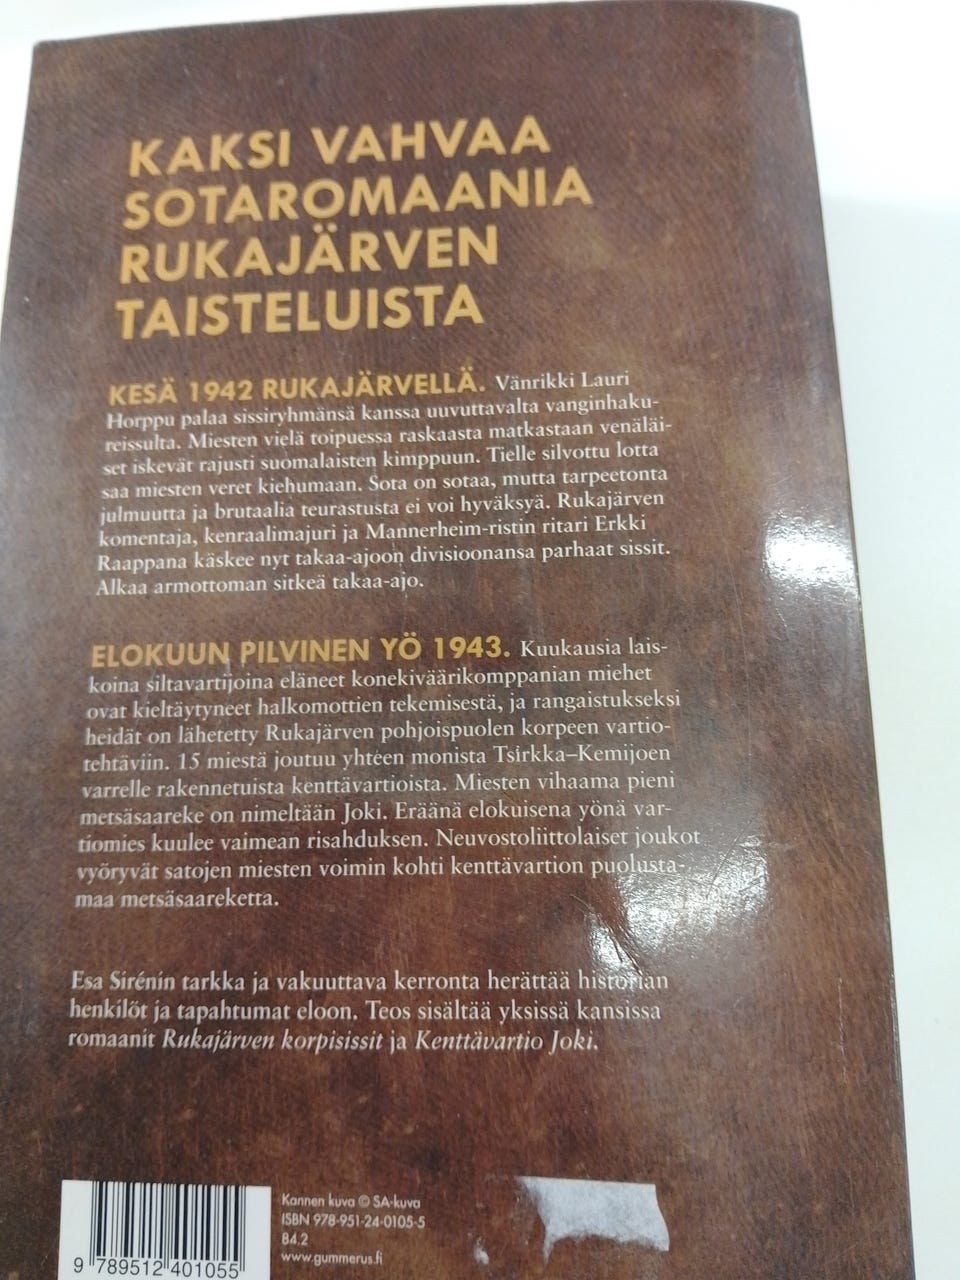 KAKSI VAHVAA
SOTAROMAANIA
RUKAJÄRVEN
TAISTELUISTA
KESÄ 1942 RUKAJÄRVELLÄ. Vänrikki Lauri
Horppu palaa sissiryhmänsä kanssa uuvuttavalta vanginhaku-
reissulta. Miesten vielä toipuessa raskaasta matkastaan venäläi-
set iskevät rajusti suomalaisten kimppuun. Tielle silvottu lotta
saa miesten veret kiehumaan. Sota on sotaa, mutta tarpeetonta
julmuutta ja brutaalia teurastusta ei voi hyväksyä. Rukajärven
komentaja, kenraalimajuri ja Mannerheim-ristin ritari Erkki
Raappana käskee nyt takaa-ajoon divisioonansa parhaat sissit.
Alkaa armottoman sitkeä takaa-ajo.
ELOKUUN PILVINEN YÖ 1943. Kuukausia lais-
koina siltavartijoina eläneet konekiväärikomppanian miehet
ovat kieltäytyneet halkomottien tekemisestä, ja rangaistukseksi
heidät on lähetetty Rukajärven pohjoispuolen korpeen vartio-
tehtäviin. 15 miestä joutuu yhteen monista Tsirkka–Kemijoen
varrelle rakennetuista kenttävartioista. Miesten vihaama pieni
metsäsaareke on nimeltään Joki. Eräänä elokuisena yönä var-
tiomies kuulee vaimean risahduksen. Neuvostoliittolaiset joukot
vyöryvät satojen miesten voimin kohti kenttävartion puolusta-
maa metsäsaareketta.
Esa Sirénin tarkka ja vakuuttava kerronta herättää historian
henkilöt ja tapahtumat eloon. Teos sisältää yksissä kansissa
romaanit Rukajärven korpisissit ja Kenttävartio Joki.
Kannen kuva © SA-kuva
ISBN 978-951-24-0105-5
84.2
www.gummerus.fi
9 789512 401055